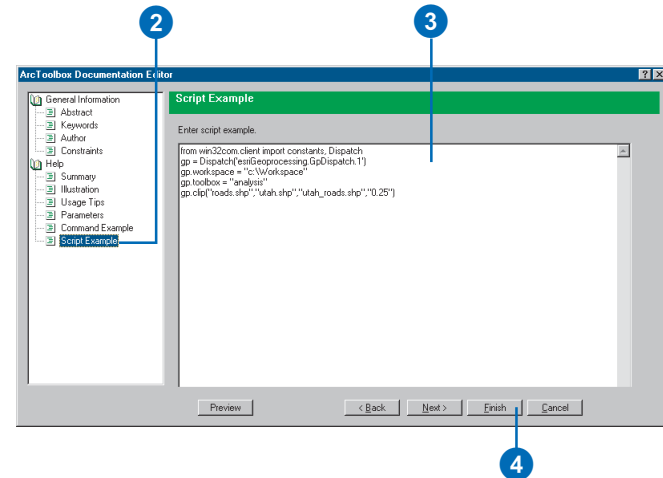 2
3
ArcToolbox Documentation Editor
General Information
Abstract
Keywords
Author
Constraints
Help
Summary
Illustration
Usage Tips
Parameters
Command Example
Script Example
Script Example
Enter script example.
from win32com.client import constants, Dispatch
gp = Dispatch('esriGeoprocessing.GpDispatch.1')
gp.workspace = "c:\Workspace"
gp.toolbox = "analysis"
gp.clip("roads.shp","utah.shp","utah_roads.shp","0.25")
Preview
< Back
Next >
Finish
Cancel
4